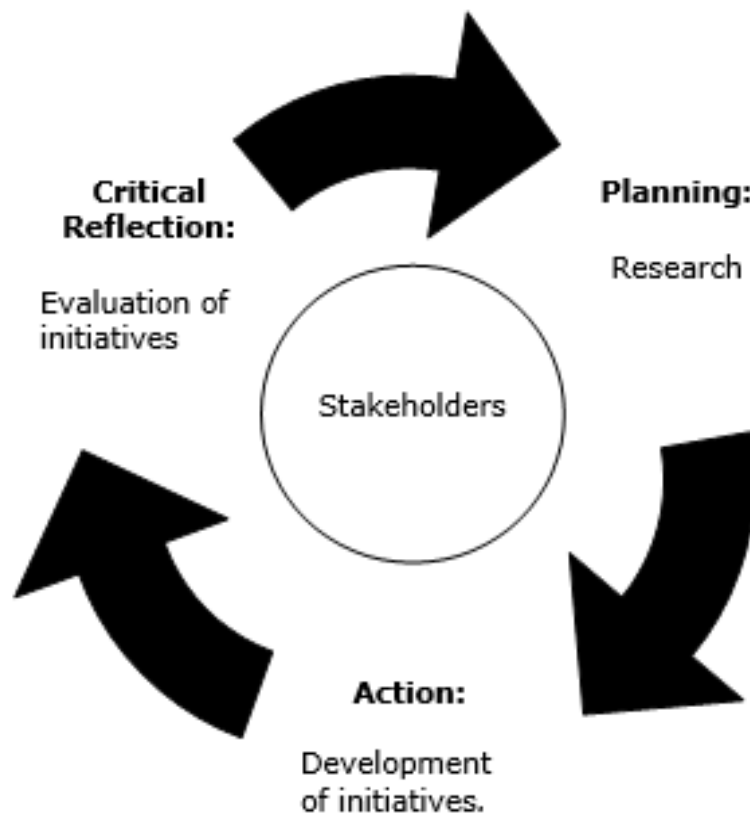 Critical
Reflection:
Evaluation of
initiatives
Planning:
Research
Stakeholders
Action:
Development
of initiatives.